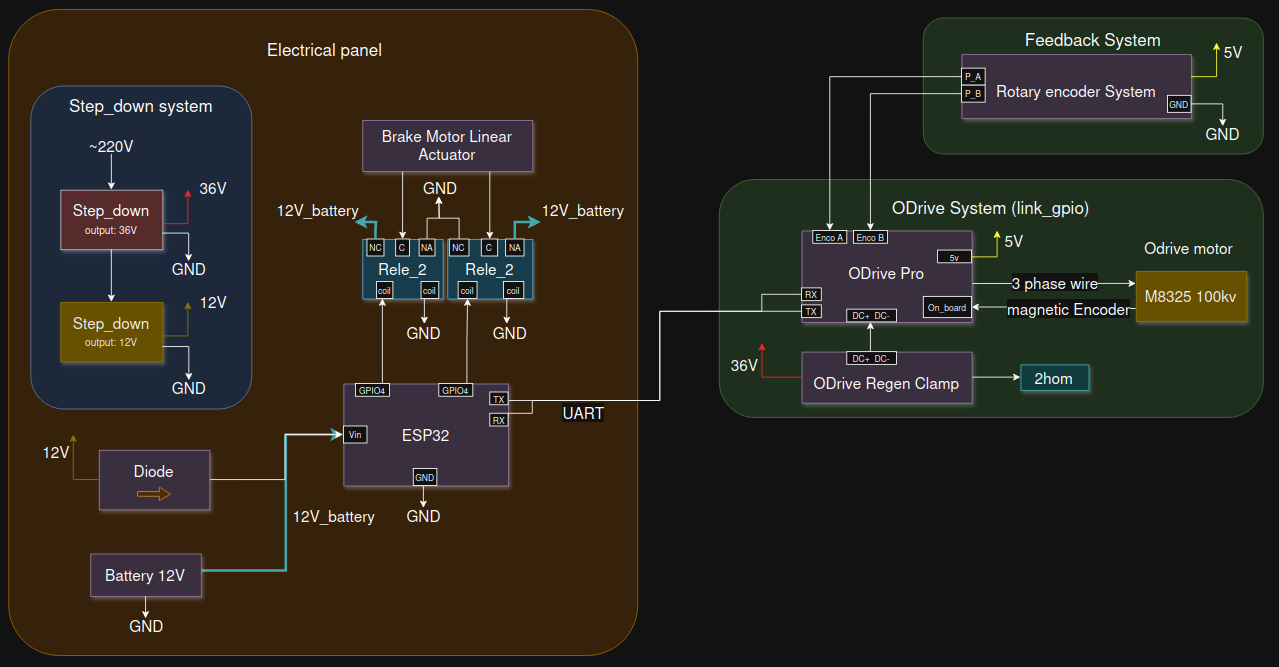 Electrical panel
Step_down system
~220V
Step_down
output: 36V
36V
GND
Step_down
output: 12V
12V
GND
Brake Motor Linear
Actuator
GND
12V_battery
12V_battery
NC
C
NA
NC
C
NA
Rele_2
Rele_2
coil
coil
coil
coil
GND
GND
GPIO4
GPIO4
TX
RX
Vin
ESP32
GND
GND
UART
12V
Diode
12V_battery
Battery 12V
GND
Feedback System
P_A
P_B
Rotary encoder System
GND
5V
GND
ODrive System (link_gpio)
Enco A
Enco B
5v
5V
ODrive Pro
RX
TX
DC+ DC-
On_board
3 phase wire
magnetic Encoder
Odrive motor
M8325 100kv
36V
DC+ DC-
ODrive Regen Clamp
2hom